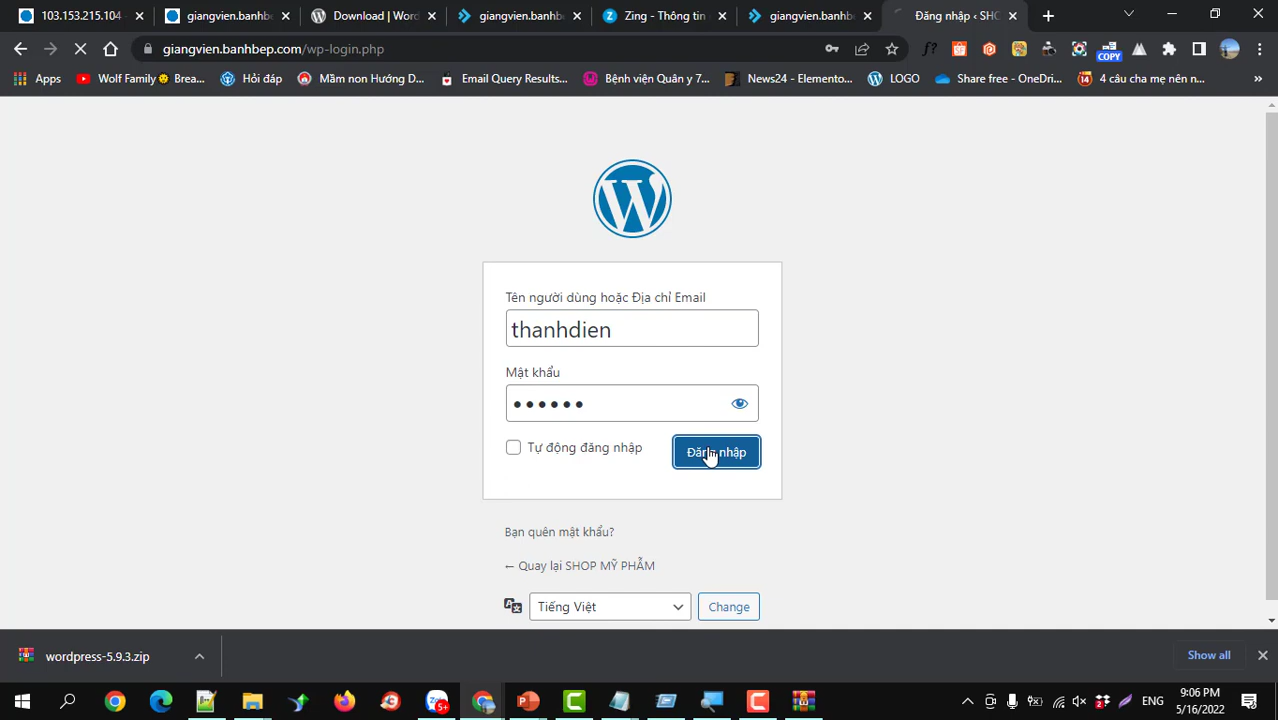 103.153.215.104 -
giangvien.banhbe
Download | Word
giangvien.banhb
Zing - Thông tin
giangvien.banhb
Đăng nhập ‹ SHO
giangvien.banhbep.com/wp-login.php
COPY
Apps
Wolf Family Brea...
Hỏi đáp
Mầm non Hướng D...
Email Query Results...
Bệnh viện Quân y 7...
News24 - Elemento...
LOGO
Share free - OneDri...
4 câu cha mẹ nên n...
»
Tên người dùng hoặc Địa chỉ Email
thanhdien
Mật khẩu
Tự động đăng nhập
Đăng nhập
Bạn quên mật khẩu?
← Quay lại SHOP MỸ PHẨM
Tiếng Việt
Change
wordpress-5.9.3.zip
Show all
ENG
9:06 PM
5/16/2022